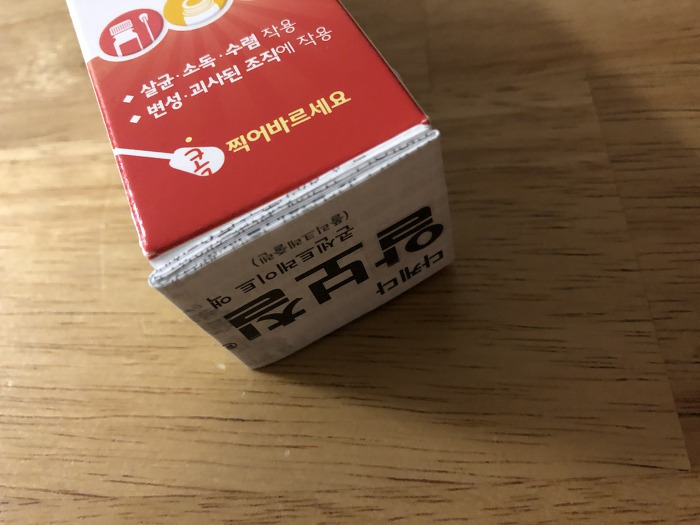 ◆ 살균·소독·수렴 작용
◆ 변성·괴사된 조직에 작용
콕 찍어바르세요
다케다
알보칠®
콘센트레이트 액
(폴리크레줄렌)